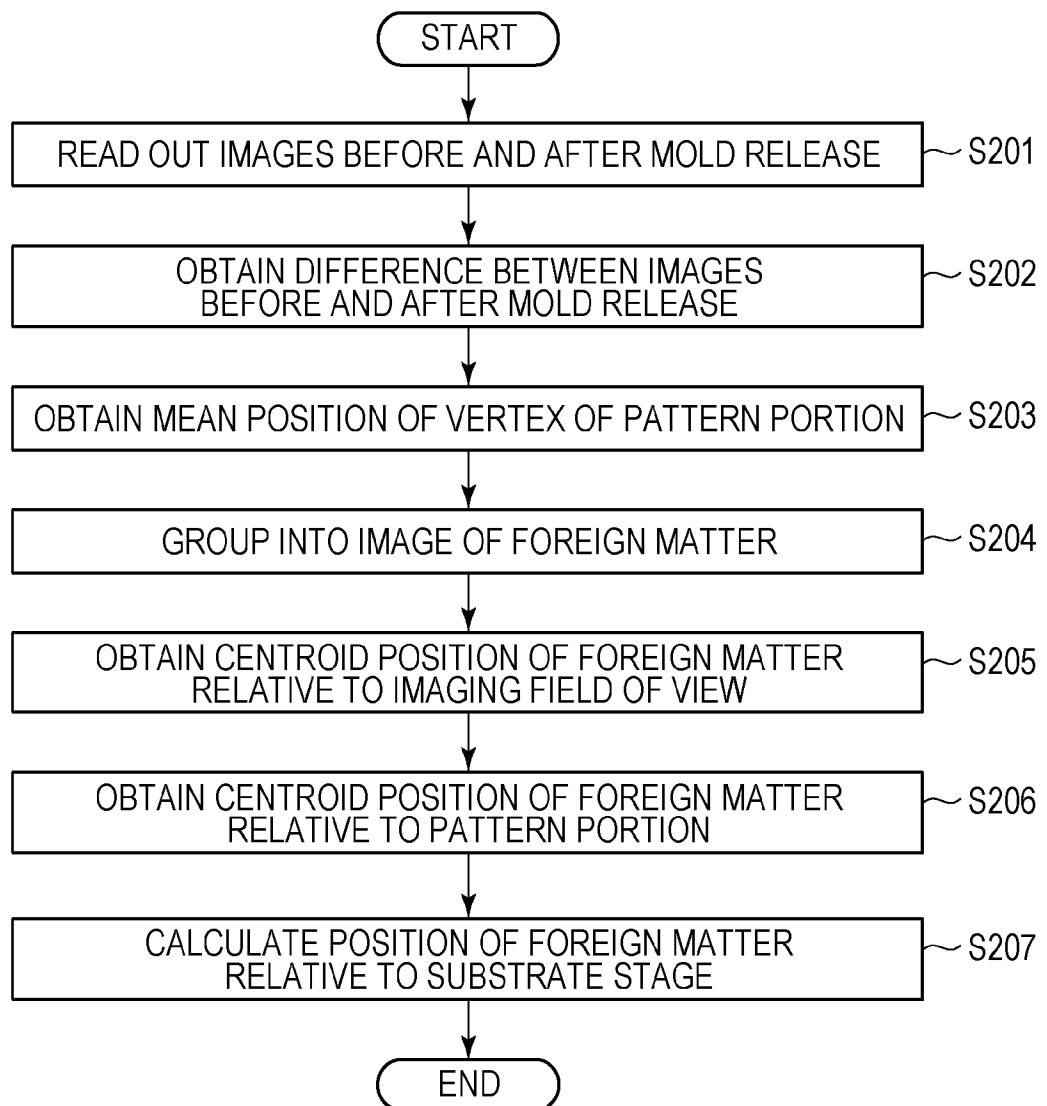 START
READ OUT IMAGES BEFORE AND AFTER MOLD RELEASE
S201
OBTAIN DIFFERENCE BETWEEN IMAGES
BEFORE AND AFTER MOLD RELEASE
S202
OBTAIN MEAN POSITION OF VERTEX OF PATTERN PORTION
S203
GROUP INTO IMAGE OF FOREIGN MATTER
S204
OBTAIN CENTROID POSITION OF FOREIGN MATTER
RELATIVE TO IMAGING FIELD OF VIEW
S205
OBTAIN CENTROID POSITION OF FOREIGN MATTER
RELATIVE TO PATTERN PORTION
S206
CALCULATE POSITION OF FOREIGN MATTER
RELATIVE TO SUBSTRATE STAGE
S207
END